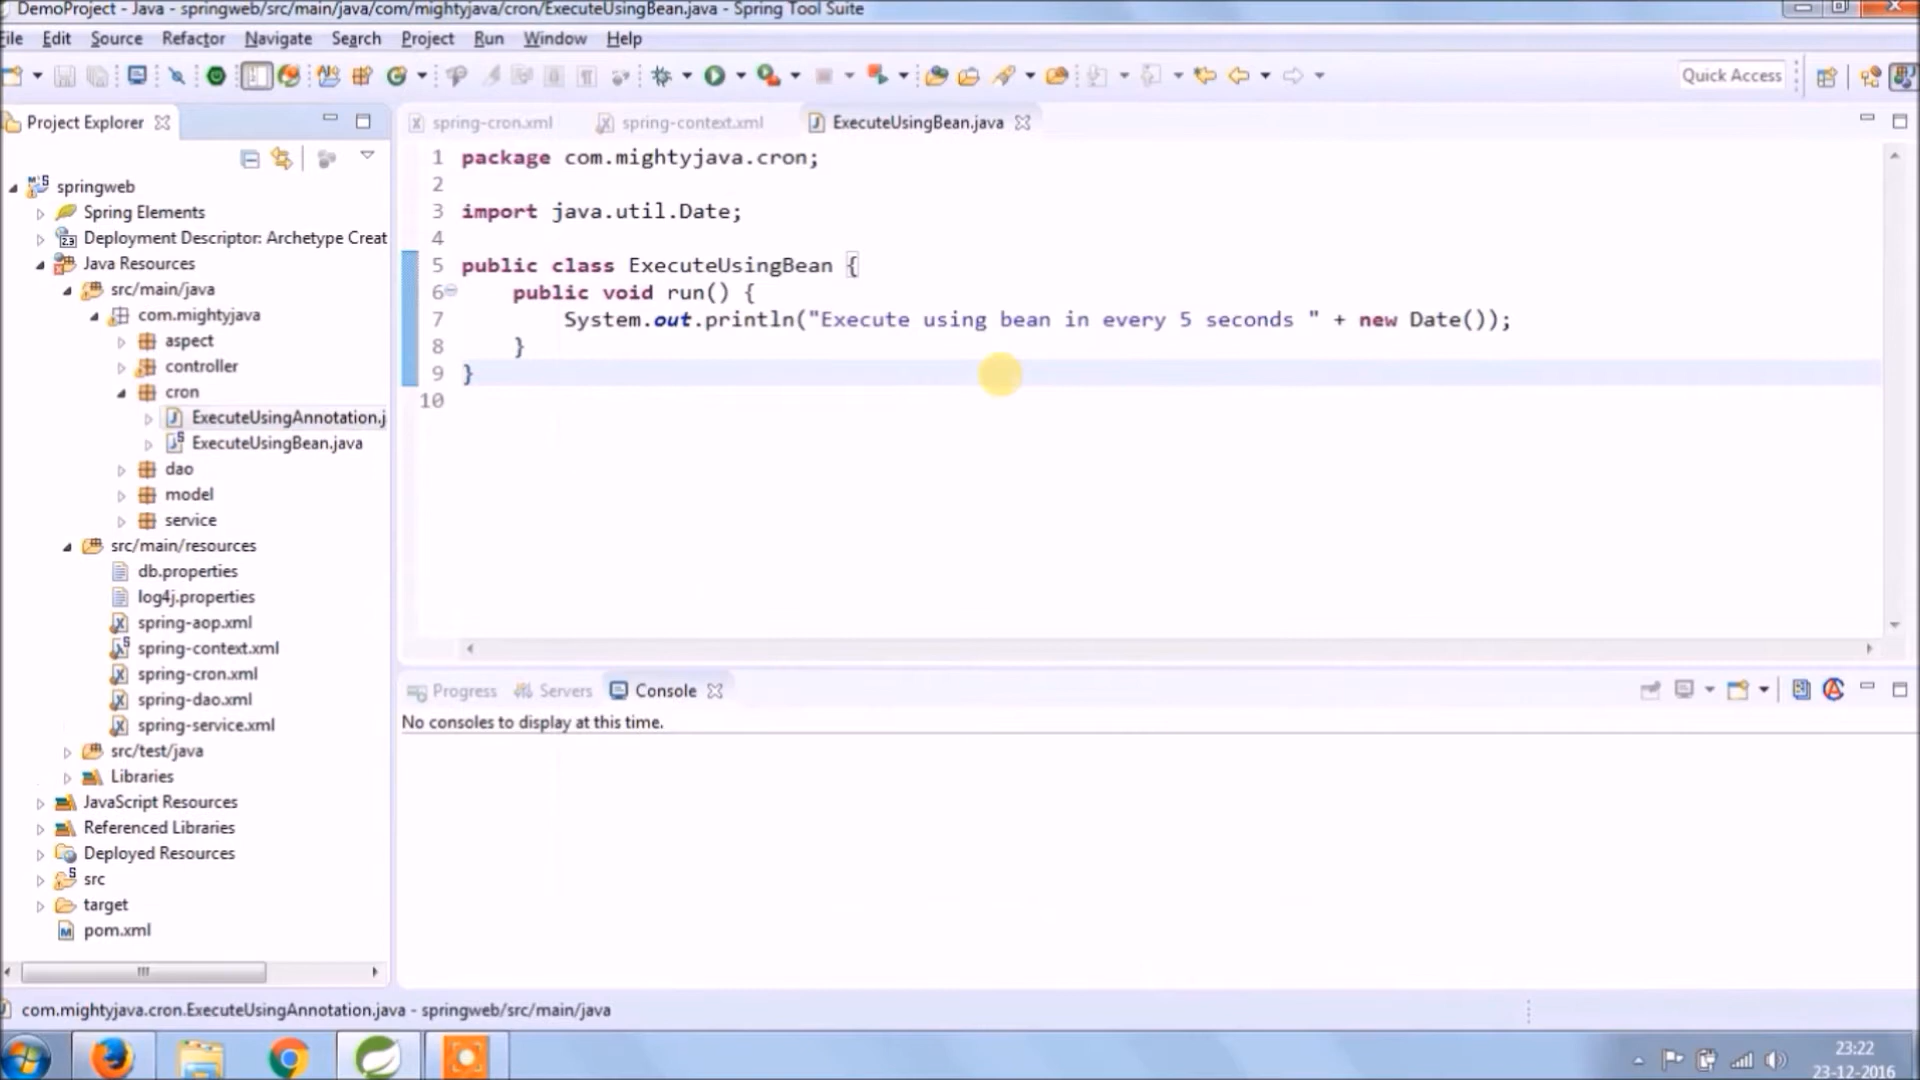 DemoProject - Java - springweb/src/main/java/com/mightyjava/cron/ExecuteUsingBean.java - Spring Tool Suite
File Edit Source Refactor Navigate Search Project Run Window Help
Quick Access
Project Explorer
spring-cron.xml spring-context.xml ExecuteUsingBean.java
springweb
Spring Elements
Deployment Descriptor: Archetype Creat
Java Resources
src/main/java
com.mightyjava
aspect
controller
cron
ExecuteUsingAnnotation.j
ExecuteUsingBean.java
dao
model
service
src/main/resources
db.properties
log4j.properties
spring-aop.xml
spring-context.xml
spring-cron.xml
spring-dao.xml
spring-service.xml
src/test/java
Libraries
JavaScript Resources
Referenced Libraries
Deployed Resources
src
target
pom.xml
1 package com.mightyjava.cron;
2
3 import java.util.Date;
4
5 public class ExecuteUsingBean {
6 public void run() {
7 System.out.println("Execute using bean in every 5 seconds " + new Date());
8 }
9 }
10
Progress Servers Console
No consoles to display at this time.
com.mightyjava.cron.ExecuteUsingAnnotation.java - springweb/src/main/java
23:22
23-12-2016